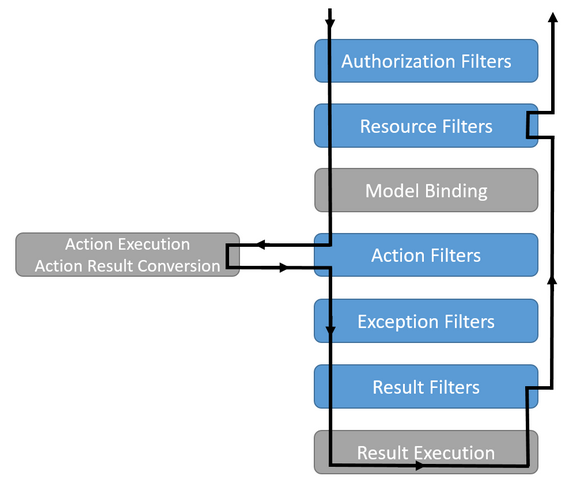 Authorization Filters
Resource Filters
Model Binding
Action Execution
Action Result Conversion
Action Filters
Exception Filters
Result Filters
Result Execution